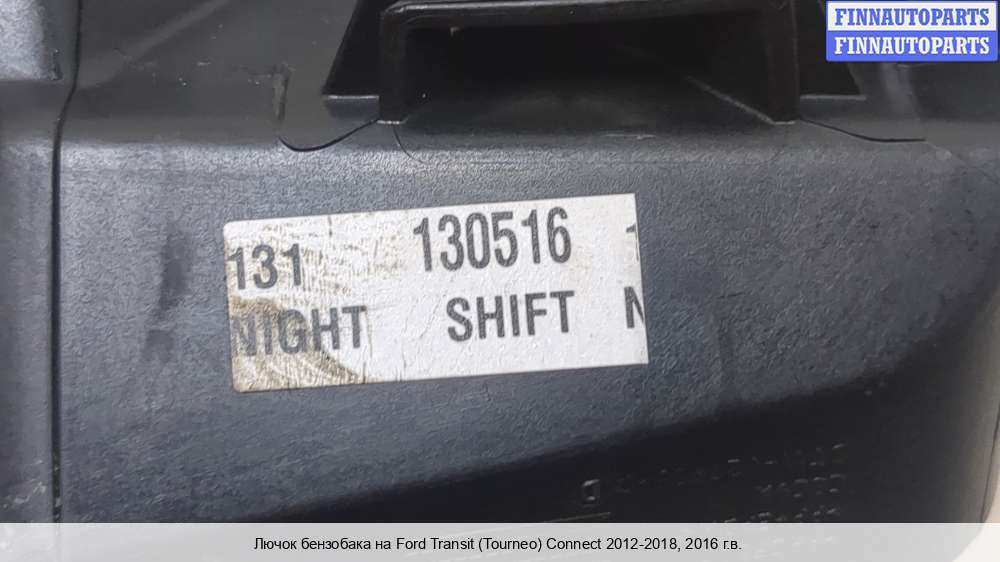 FINNAUTOPARTS
FINNAUTOPARTS
131 130516
NIGHT SHIFT N
Лючок бензобака на Ford Transit (Tourneo) Connect 2012-2018, 2016 г.в.